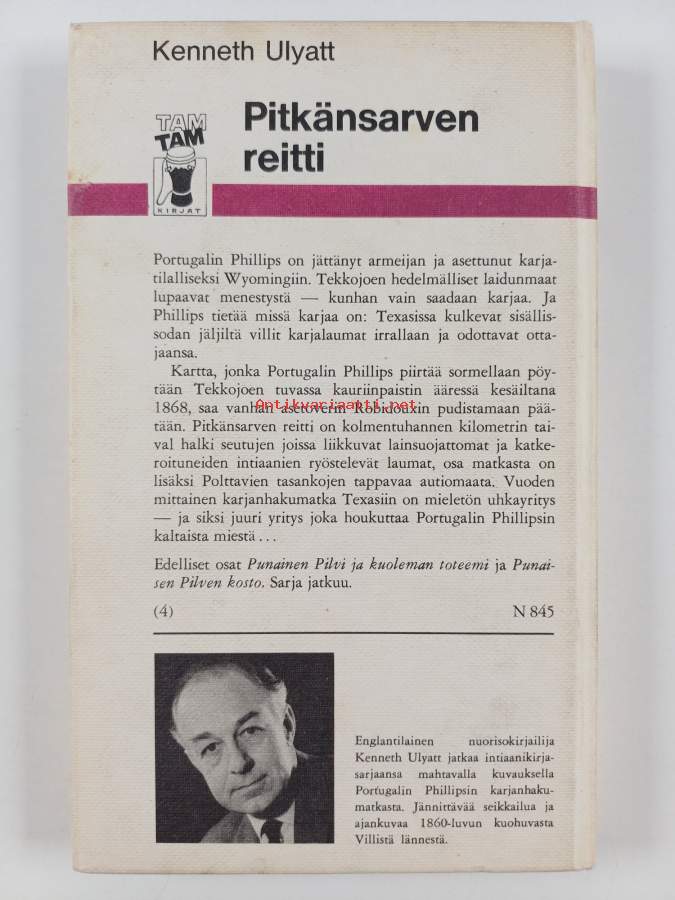 Kenneth Ulyatt
TAM
TAM
KIRJAT
Pitkänsarven
reitti
Portugalin Phillips on jättänyt armeijan ja asettunut karja-
tilalliseksi Wyomingiin. Tekkojoen hedelmälliset laidunmaat
lupaavat menestystä — kunhan vain saadaan karjaa. Ja
Phillips tietää missä karjaa on: Texasissa kulkevat sisällis-
sodan jäljiltä villit karjalaumat irrallaan ja odottavat otta-
jaansa.
Kartta, jonka Portugalin Phillips piirtää sormellaan pöy-
tään Tekkojoen tuvassa kauriinpaistin ääressä kesäiltana
1868, saa vanhan asetoverin Robidouxin pudistamaan pää-
tään. Pitkänsarven reitti on kolmentuhannen kilometrin tai-
val halki seutujen joissa liikkuvat lainsuojattomat ja katke-
roituneiden intiaanien ryöstelevät laumat, osa matkasta on
lisäksi Polttavien tasankojen tappavaa autiomaata. Vuoden
mittainen karjanhakumatka Texasiin on mieletön uhkayritys
— ja siksi juuri yritys joka houkuttaa Portugalin Phillipsin
kaltaista miestä...
Edelliset osat Punainen Pilvi ja kuoleman toteemi ja Punai-
sen Pilven kosto. Sarja jatkuu.
(4) N 845
Englantilainen nuorisokirjailija
Kenneth Ulyatt jatkaa intiaanikirja-
sarjaansa mahtavalla kuvauksella
Portugalin Phillipsin karjanhaku-
matkasta. Jännittävää seikkailua ja
ajankuvaa 1860-luvun kuohuvasta
Villistä lännestä.
Antikvariaatti.net